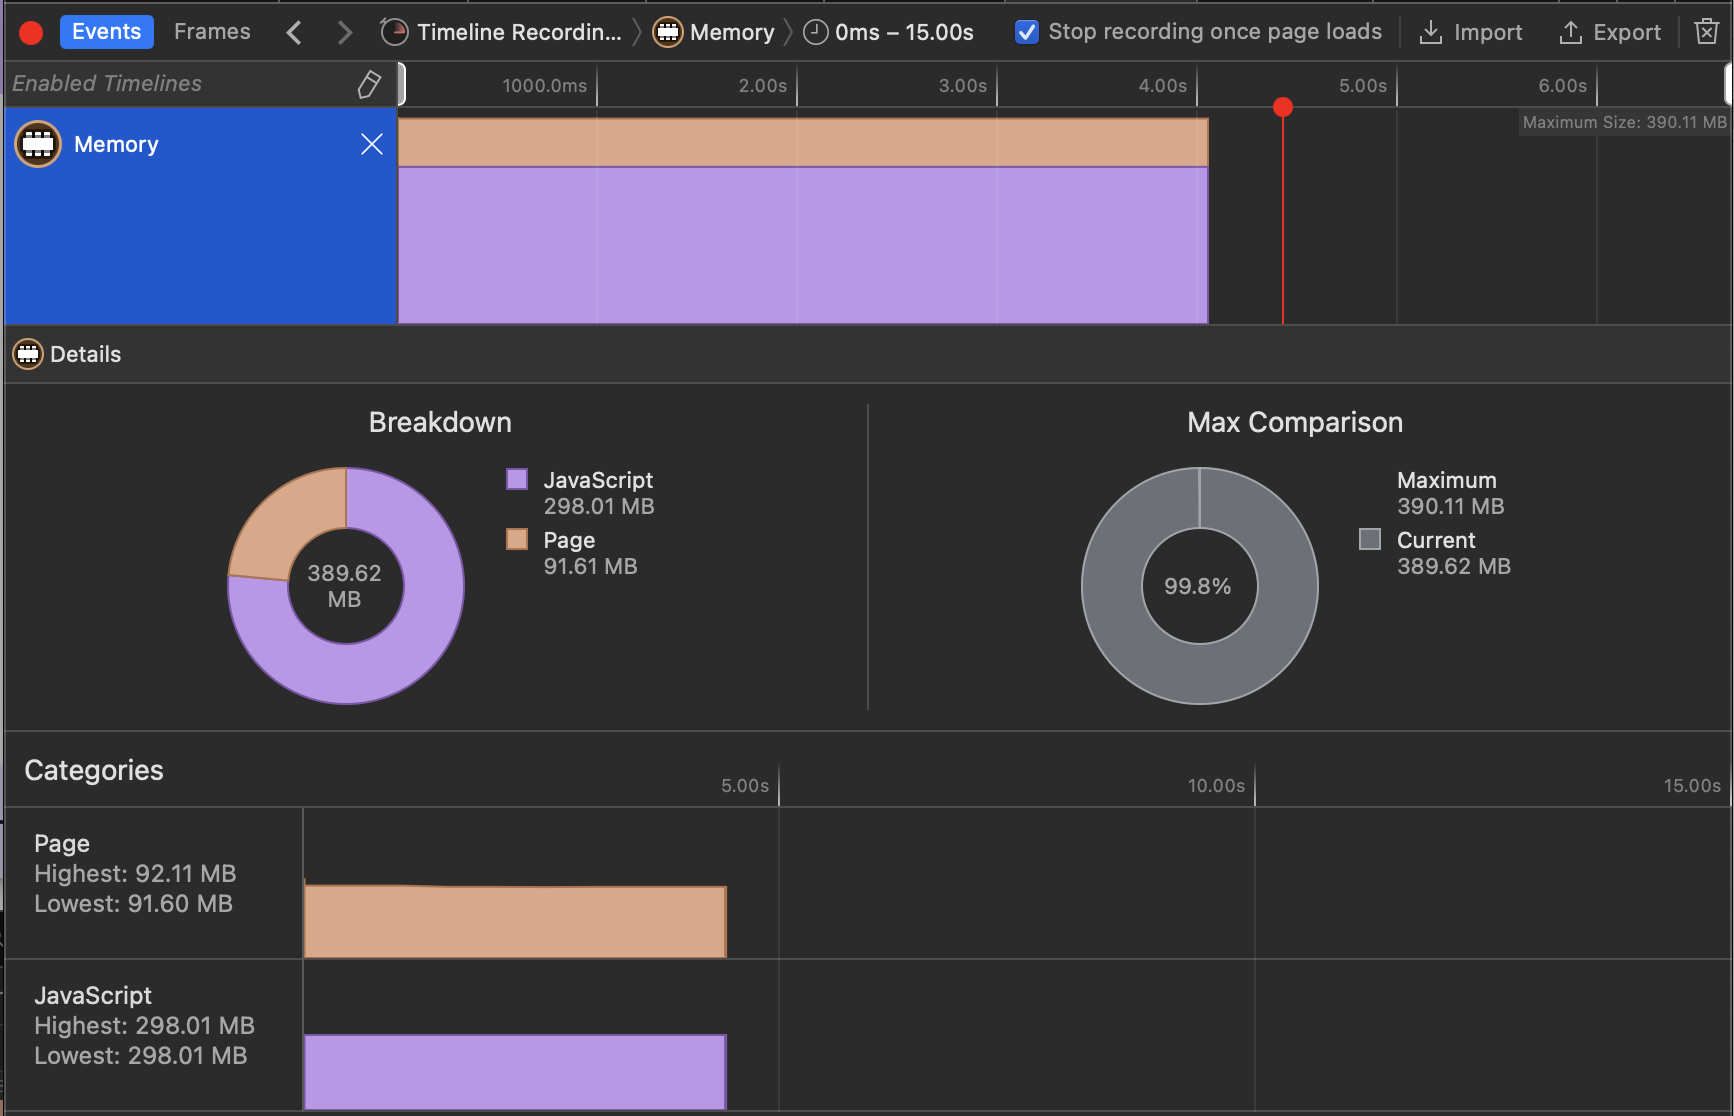 Events Frames Timeline Recordin... Memory 0ms – 15.00s Stop recording once page loads Import Export
Enabled Timelines 1000.0ms 2.00s 3.00s 4.00s 5.00s 6.00s
Maximum Size: 390.11 MB
Memory
Details
Breakdown
JavaScript
298.01 MB
Page
91.61 MB
389.62
MB
Max Comparison
Maximum
390.11 MB
Current
389.62 MB
99.8%
Categories 5.00s 10.00s 15.00s
Page
Highest: 92.11 MB
Lowest: 91.60 MB
JavaScript
Highest: 298.01 MB
Lowest: 298.01 MB